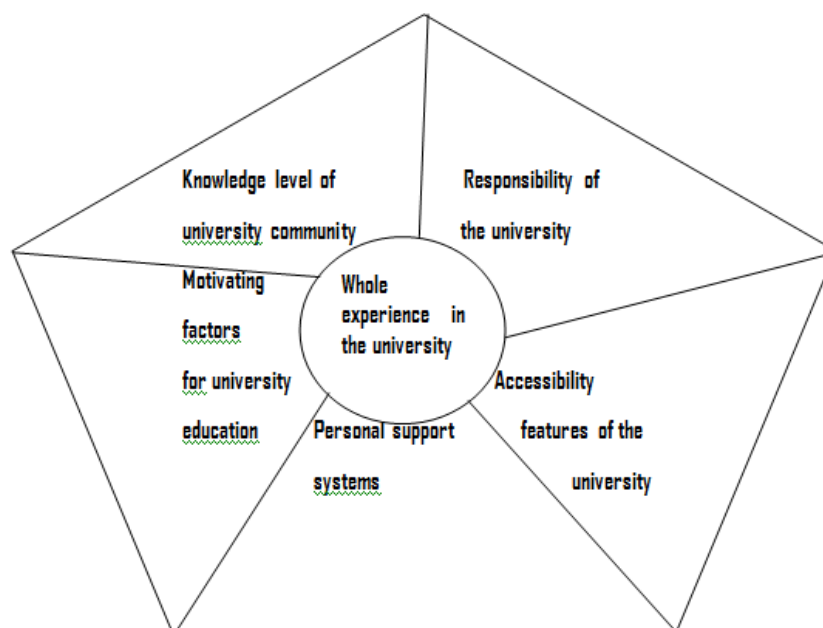 Knowledge level of
university community
Responsibility of
the university
Motivating
factors
for university
education
Whole
experience in
the university
Accessibility
features of the
university
Personal support
systems